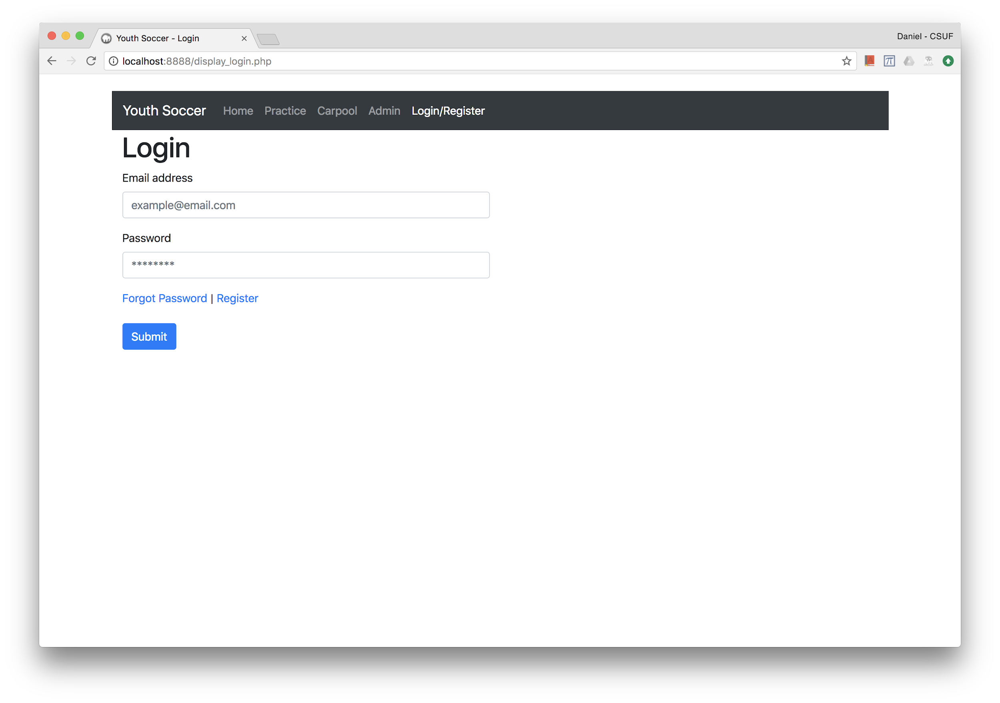 Youth Soccer - Login
Daniel - CSUF
localhost:8888/display_login.php
Youth Soccer Home Practice Carpool Admin Login/Register
Login
Email address
example@email.com
Password
********
Forgot Password | Register
Submit